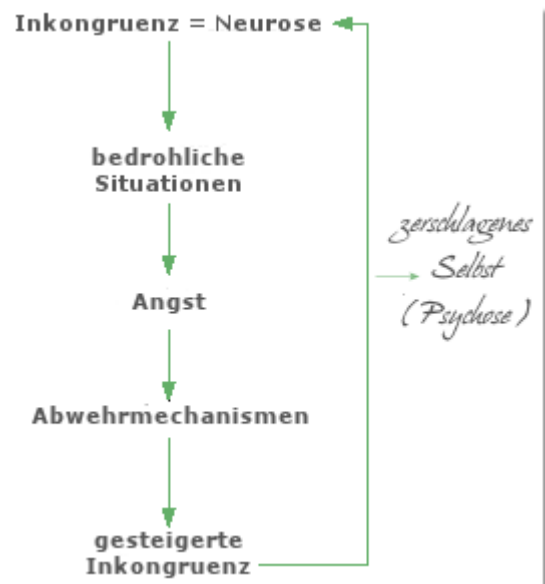 Inkongruenz = Neurose
bedrohliche
Situationen
Angst
Abwehrmechanismen
gesteigerte
Inkongruenz
zerschlagenes
Selbst
(Psychose)